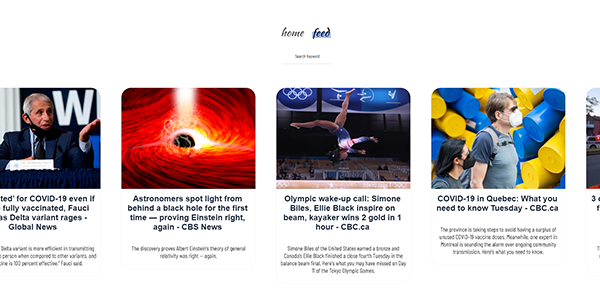 home feed
Search Keyword
W
ted' for COVID-19 even if
fully vaccinated, Fauci
as Delta variant rages -
Global News
Delta variant is more efficient in transmitting
person when compared to other variants, and
cine is 100 percent effective," Fauci said.
Astronomers spot light from
behind a black hole for the first
time — proving Einstein right,
again - CBS News
The discovery proves Albert Einstein's theory of general
relativity was right — again.
Olympic wake-up call: Simone
Biles, Ellie Black inspire on
beam, kayaker wins 2 gold in 1
hour - CBC.ca
Simone Biles of the United States earned a bronze and
Canada's Ellie Black finished a close fourth Tuesday in the
balance beam final. Here's what you may have missed on Day
11 of the Tokyo Olympic Games.
COVID-19 in Quebec: What you
need to know Tuesday - CBC.ca
The province is taking steps to avoid having a surplus of
unused COVID-19 vaccine doses. Meanwhile, one expert in
Montreal is sounding the alarm over ongoing community
transmission. Here's what you need to know.
3